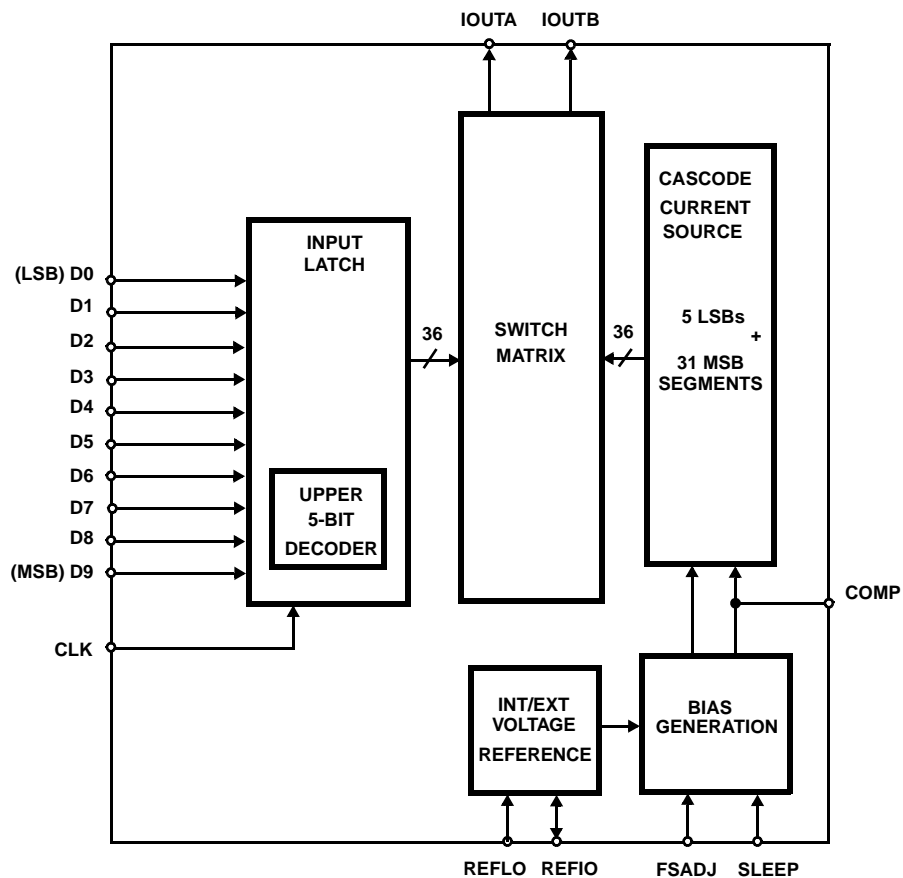 IOUTA IOUTB
CASCODE
CURRENT
SOURCE
5 LSBs
+
31 MSB
SEGMENTS
INPUT
LATCH
(LSB) D0
D1
D2
D3
D4
D5
D6
D7
D8
(MSB) D9
CLK
UPPER
5-BIT
DECODER
36
SWITCH
MATRIX
36
COMP
INT/EXT
VOLTAGE
REFERENCE
BIAS
GENERATION
REFLO REFIO FSADJ SLEEP